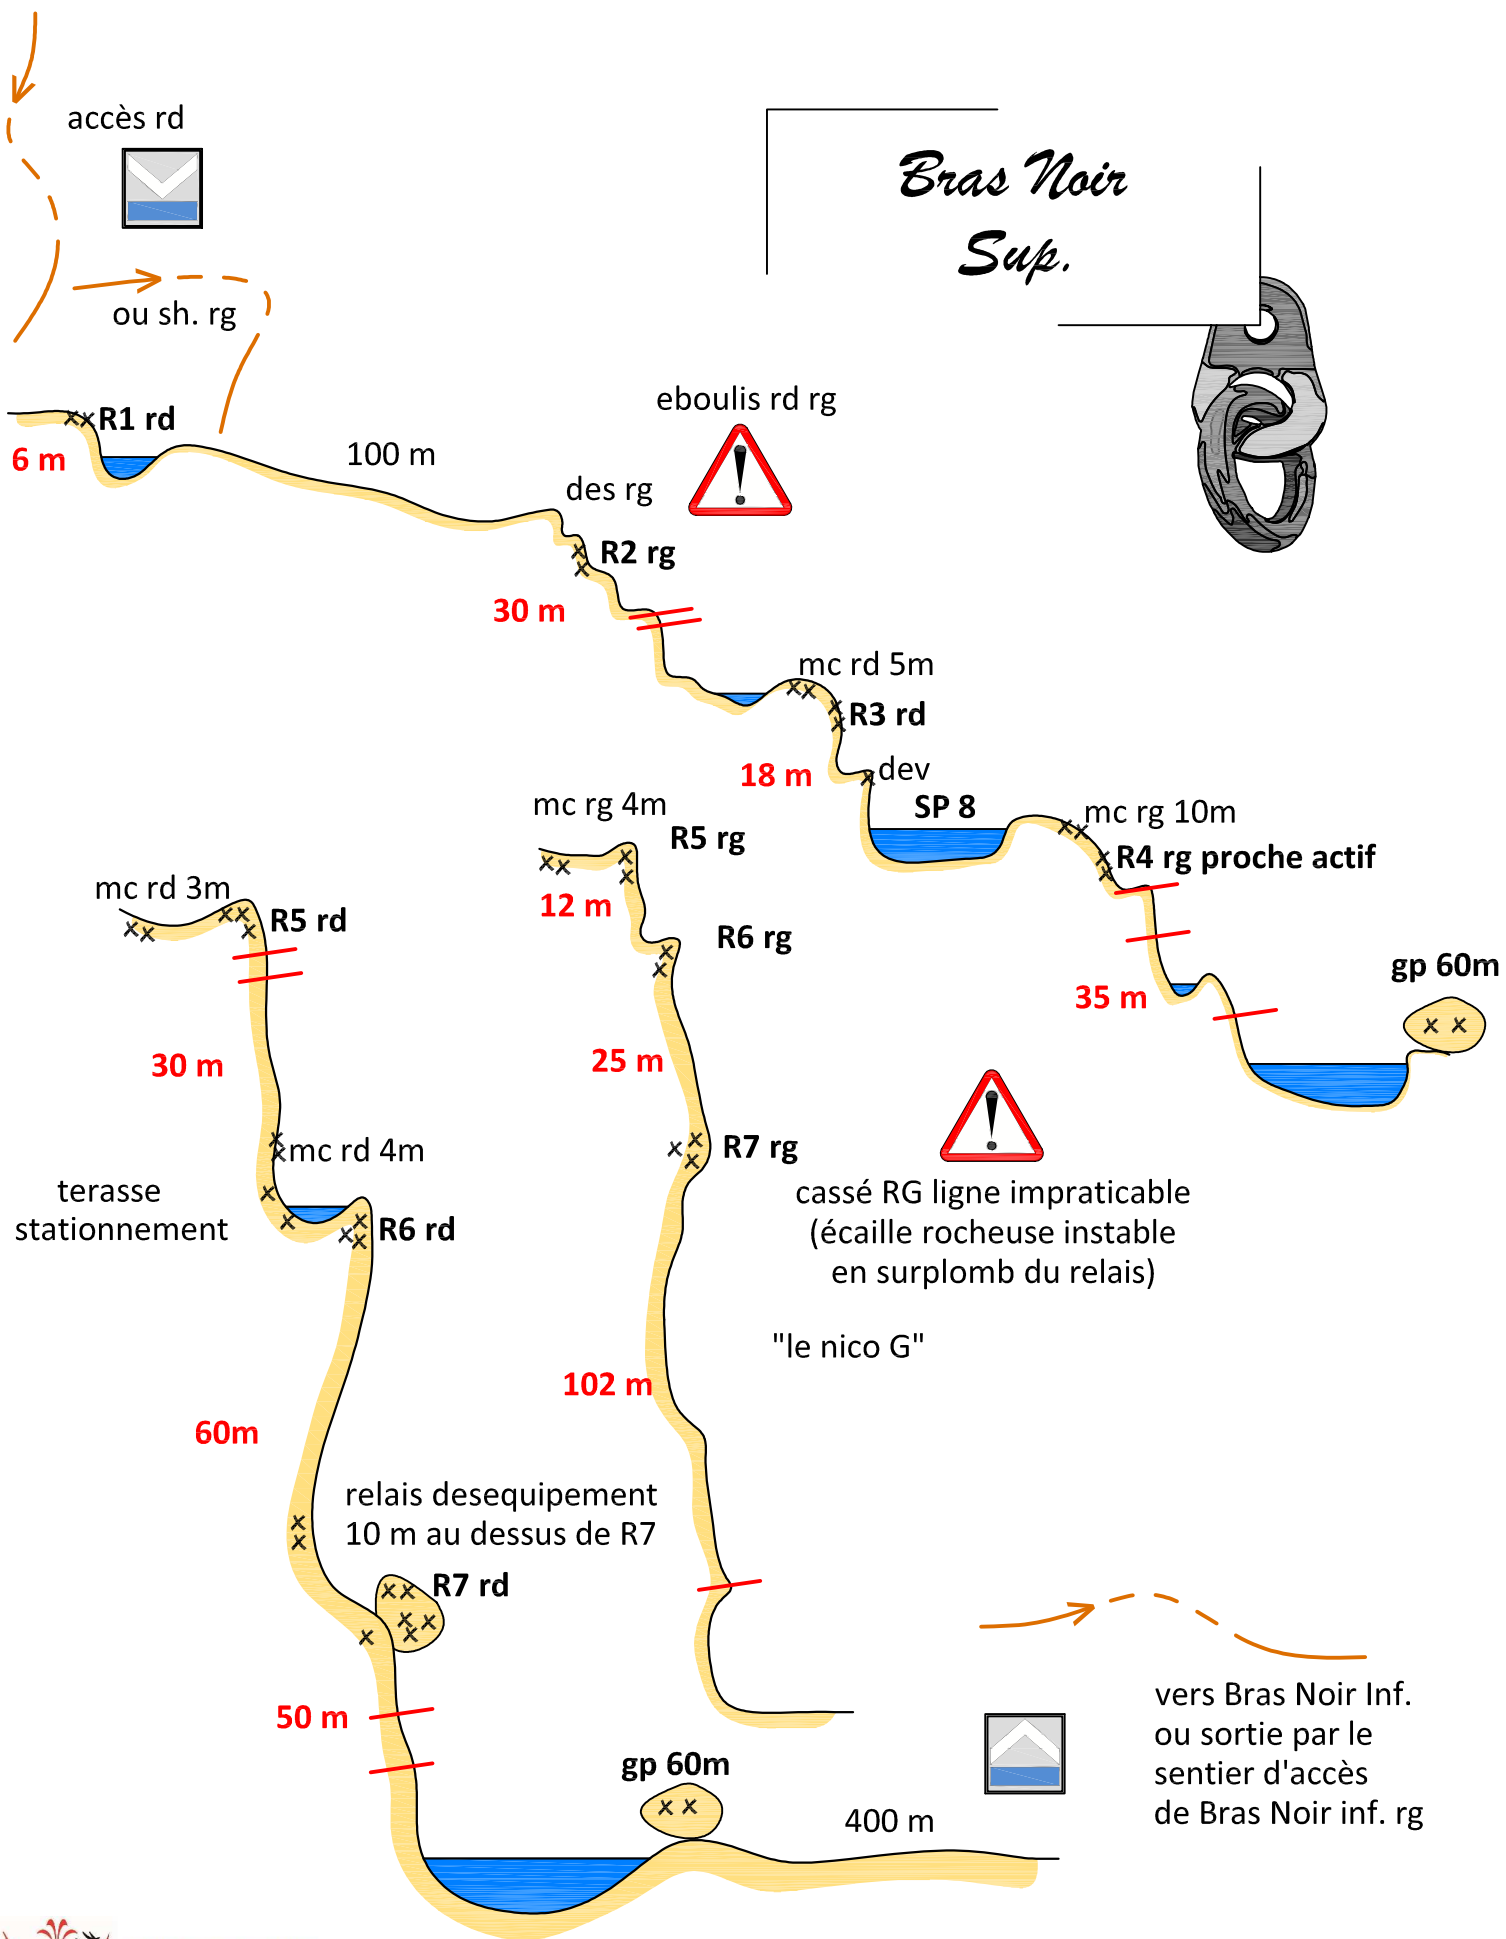 accès rd
Bras Noir
Sup.
ou sh. rg
R1 rd
6 m
eboulis rd rg
100 m
des rg
R2 rg
30 m
mc rd 5m
R3 rd
18 m
dev
SP 8
mc rg 10m
R4 rg proche actif
35 m
gp 60m
mc rg 4m
R5 rg
12 m
R6 rg
25 m
R7 rg
cassé RG ligne impraticable
(écaille rocheuse instable
en surplomb du relais)
"le nico G"
102 m
mc rd 3m
R5 rd
30 m
mc rd 4m
terasse
stationnement
R6 rd
60m
relais desequipement
10 m au dessus de R7
R7 rd
50 m
gp 60m
400 m
vers Bras Noir Inf.
ou sortie par le
sentier d'accès
de Bras Noir inf. rg